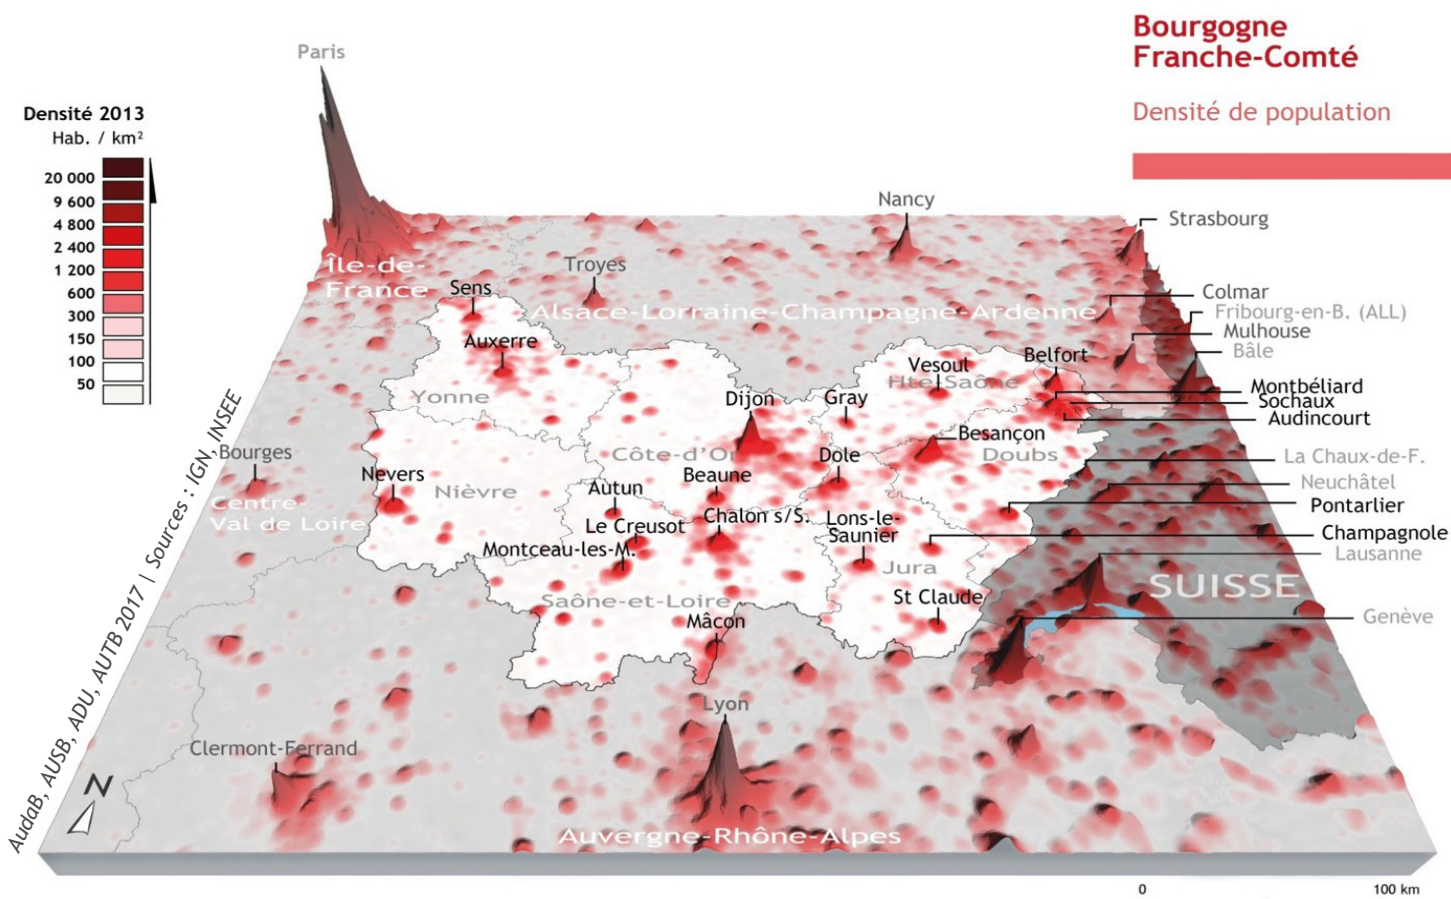 Bourgogne
Franche-Comté
Densité de population
Paris
Densité 2013
Hab. / km²
20 000
9 600
4 800
2 400
1 200
600
300
150
100
50
Nancy
Strasbourg
Île-de-
France
Troyes
Sens
Alsace-Lorraine-Champagne-Ardenne
Colmar
Fribourg-en-B. (ALL)
Mulhouse
Bâle
Auxerre
Vesoul
Belfort
Hte-Saône
Montbéliard
Sochaux
Audincourt
Yonne
Dijon
Gray
Besançon
Bourges
Côte-d'Or
Dole
Doubs
La Chaux-de-F.
Neuchâtel
Nevers
Nièvre
Autun
Beaune
Pontarlier
Centre-
Val de Loire
Le Creusot
Chalon s/S.
Lons-le-
Saunier
Champagnole
Montceau-les-M.
Lausanne
Jura
SUISSE
Saône-et-Loire
St Claude
Mâcon
Genève
Lyon
Clermont-Ferrand
N
Auvergne-Rhône-Alpes
AudaB, AUSB, ADU, AUTB 2017 | Sources : IGN, INSEE
0 100 km